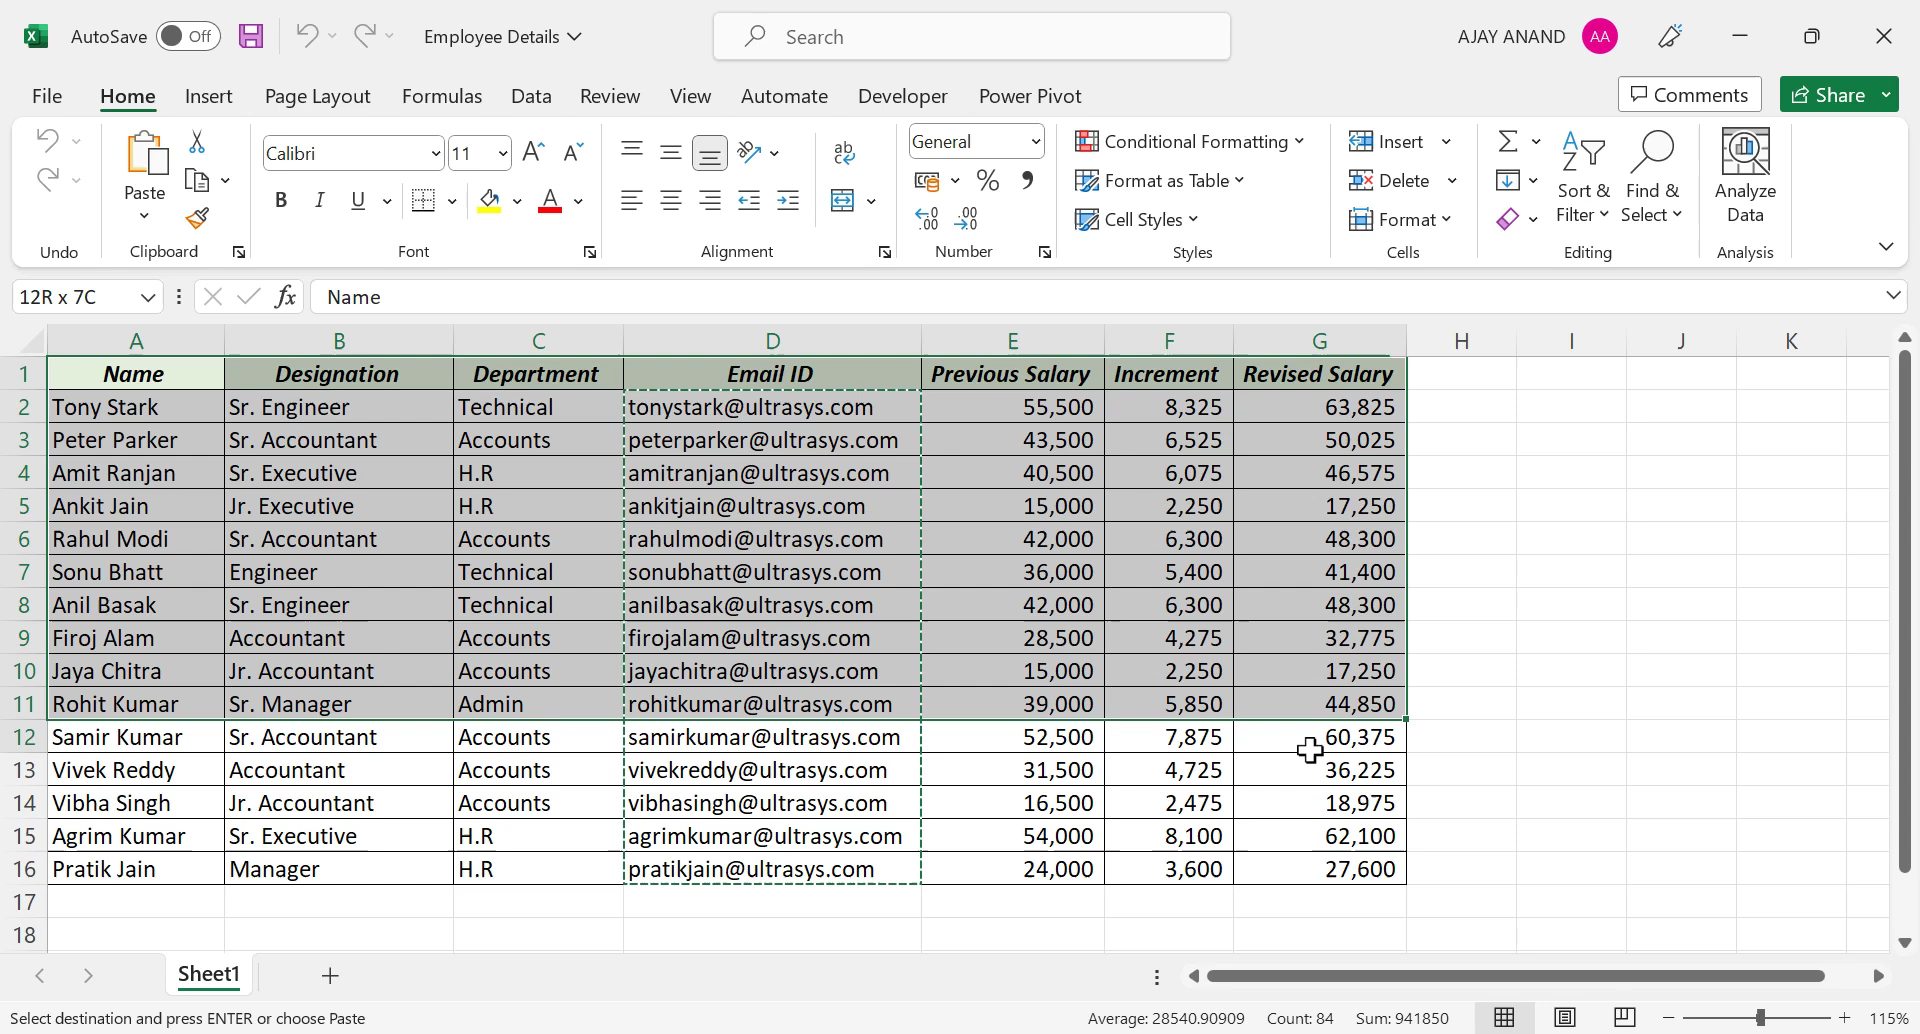 AutoSave Off Employee Details Search AJAY ANAND AA
File Home Insert Page Layout Formulas Data Review View Automate Developer Power Pivot Comments Share
Calibri 11 General Conditional Formatting Insert
Paste Format as Table Delete Sort & Filter Find & Select Analyze Data
B I U Cell Styles Format
Undo Clipboard Font Alignment Number Styles Cells Editing Analysis
12R x 7C fx Name
A B C D E F G H I J K
1 Name Designation Department Email ID Previous Salary Increment Revised Salary
2 Tony Stark Sr. Engineer Technical tonystark@ultrasys.com 55,500 8,325 63,825
3 Peter Parker Sr. Accountant Accounts peterparker@ultrasys.com 43,500 6,525 50,025
4 Amit Ranjan Sr. Executive H.R amitranjan@ultrasys.com 40,500 6,075 46,575
5 Ankit Jain Jr. Executive H.R ankitjain@ultrasys.com 15,000 2,250 17,250
6 Rahul Modi Sr. Accountant Accounts rahulmodi@ultrasys.com 42,000 6,300 48,300
7 Sonu Bhatt Engineer Technical sonubhatt@ultrasys.com 36,000 5,400 41,400
8 Anil Basak Sr. Engineer Technical anilbasak@ultrasys.com 42,000 6,300 48,300
9 Firoj Alam Accountant Accounts firojalam@ultrasys.com 28,500 4,275 32,775
10 Jaya Chitra Jr. Accountant Accounts jayachitra@ultrasys.com 15,000 2,250 17,250
11 Rohit Kumar Sr. Manager Admin rohitkumar@ultrasys.com 39,000 5,850 44,850
12 Samir Kumar Sr. Accountant Accounts samirkumar@ultrasys.com 52,500 7,875 60,375
13 Vivek Reddy Accountant Accounts vivekreddy@ultrasys.com 31,500 4,725 36,225
14 Vibha Singh Jr. Accountant Accounts vibhasingh@ultrasys.com 16,500 2,475 18,975
15 Agrim Kumar Sr. Executive H.R agrimkumar@ultrasys.com 54,000 8,100 62,100
16 Pratik Jain Manager H.R pratikjain@ultrasys.com 24,000 3,600 27,600
17
18
Sheet1
Select destination and press ENTER or choose Paste Average: 28540.90909 Count: 84 Sum: 941850 115%